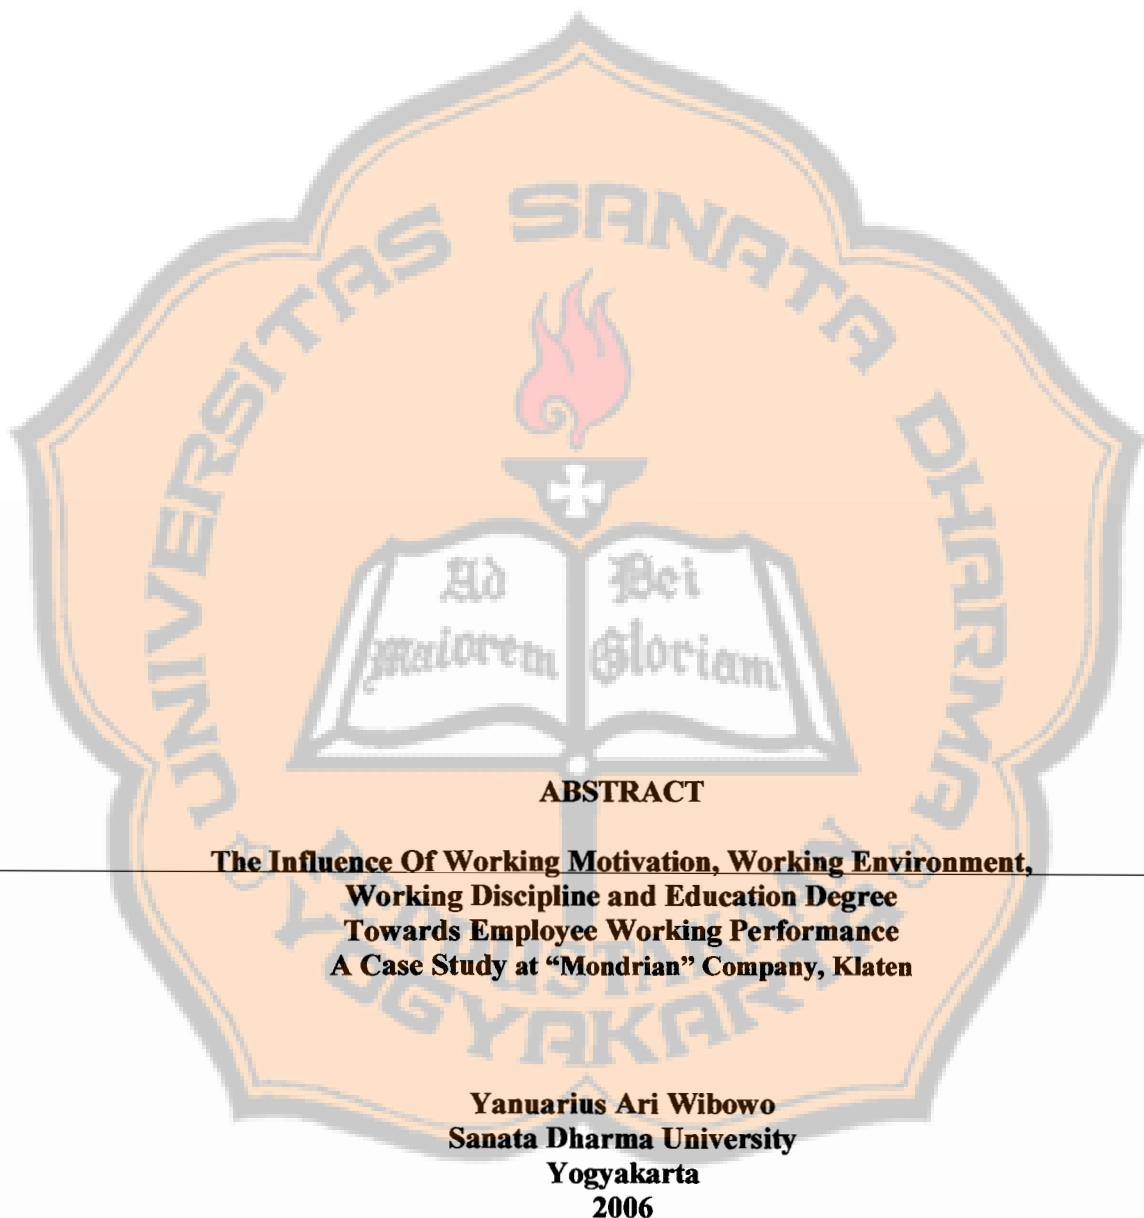 UNIVERSITAS SANATA DHARMA
Ad Dei
Maiorem Gloriam
ABSTRACT
The Influence Of Working Motivation, Working Environment,
Working Discipline and Education Degree
Towards Employee Working Performance
A Case Study at “Mondrian” Company, Klaten
PERPUSTAKAAN
YOGYAKARTA
Yanuarius Ari Wibowo
Sanata Dharma University
Yogyakarta
2006